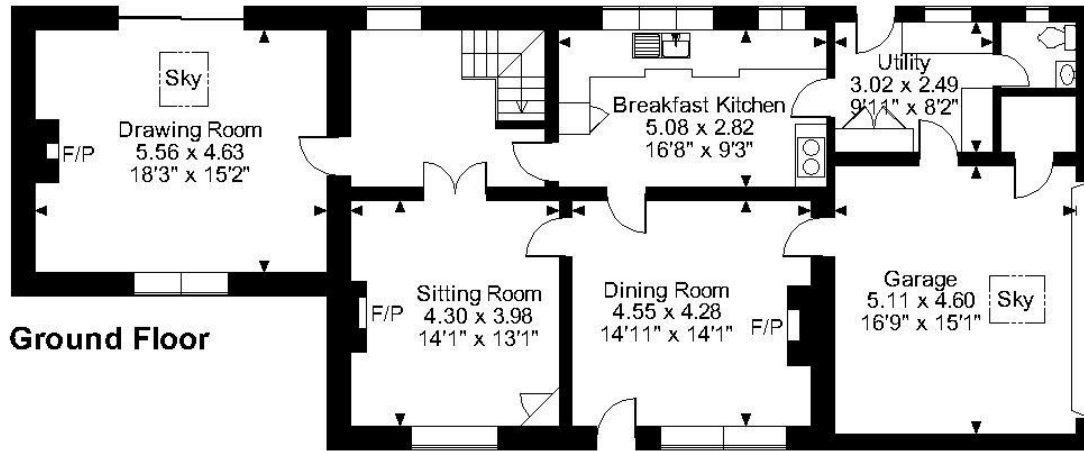 Sky
Drawing Room
5.56 x 4.63
18'3" x 15'2"
F/P
Breakfast Kitchen
5.08 x 2.82
16'8" x 9'3"
Utility
3.02 x 2.49
9'11" x 8'2"
Sitting Room
4.30 x 3.98
14'1" x 13'1"
F/P
Dining Room
4.55 x 4.28
14'11" x 14'1"
F/P
Garage
5.11 x 4.60
16'9" x 15'1"
Sky
Ground Floor